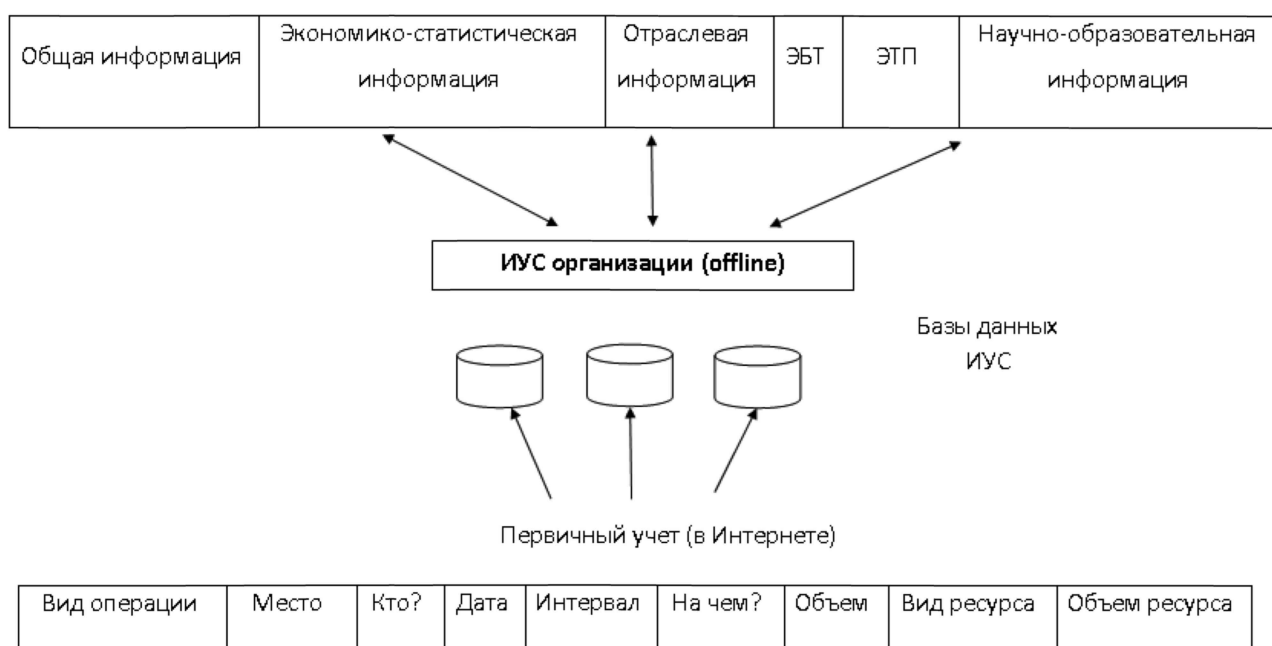 Общая информация
Экономико-статистическая
информация
Отраслевая
информация
ЭБТ
ЭТП
Научно-образовательная
информация
ИУС организации (offline)
Базы данных
ИУС
Первичный учет (в Интернете)
Вид операции
Место
Кто?
Дата
Интервал
На чем?
Объем
Вид ресурса
Объем ресурса